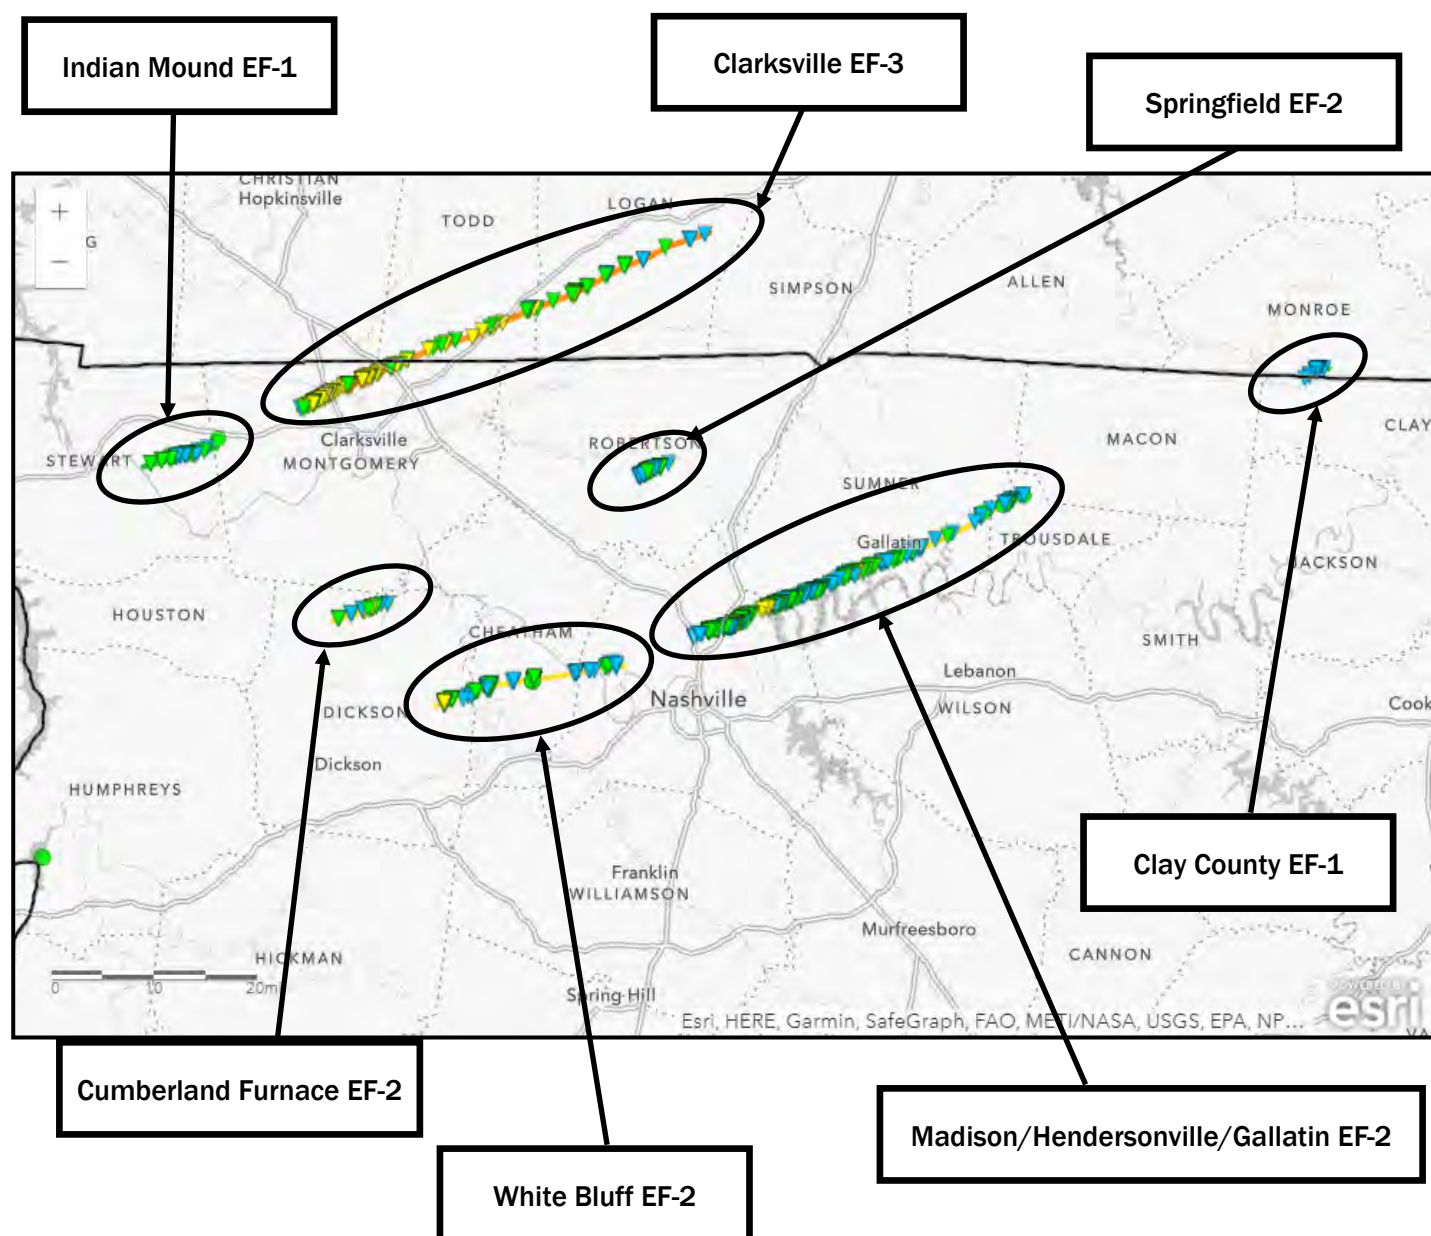 Indian Mound EF-1
Clarksville EF-3
Springfield EF-2
CHRISTIAN
Hopkinsville
LOGAN
TODD
+
G
−
SIMPSON
ALLEN
MONROE
Clarksville
MONTGOMERY
STEWART
ROBERTSON
MACON
CLAY
SUMNER
Gallatin
TROUSDALE
JACKSON
HOUSTON
CHEATHAM
SMITH
Lebanon
WILSON
Nashville
DICKSON
Dickson
Cook
HUMPHREYS
Clay County EF-1
Franklin
WILLIAMSON
Murfreesboro
CANNON
HICKMAN
0 10 20mi
Spring Hill
POWERED BY
esri
Esri, HERE, Garmin, SafeGraph, FAO, METI/NASA, USGS, EPA, NP...
VA
Cumberland Furnace EF-2
Madison/Hendersonville/Gallatin EF-2
White Bluff EF-2